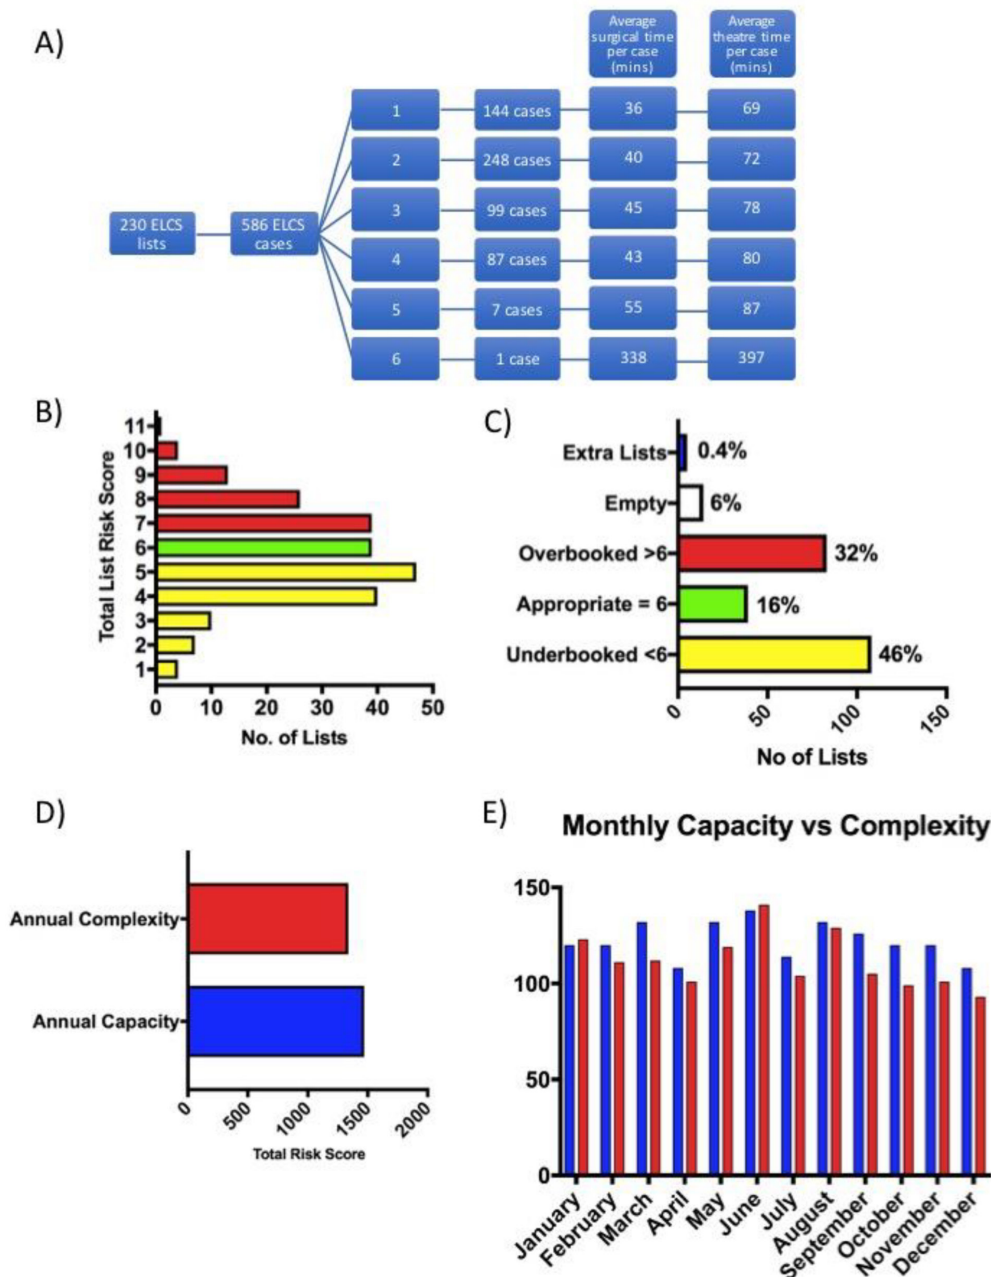 A)
Average
surgical time
per case
(mins)
Average
theatre time
per case
(mins)
1
144 cases
36
69
2
248 cases
40
72
3
99 cases
45
78
230 ELCS
lists
586 ELCS
cases
4
87 cases
43
80
5
7 cases
55
87
6
1 case
338
397
B)
Total List Risk Score
11
10
9
8
7
6
5
4
3
2
1
0 10 20 30 40 50
No. of Lists
C)
Extra Lists 0.4%
Empty 6%
Overbooked >6 32%
Appropriate = 6 16%
Underbooked <6 46%
0 50 100 150
No of Lists
D)
Annual Complexity
Annual Capacity
0 500 1000 1500 2000
Total Risk Score
E)
Monthly Capacity vs Complexity
150
100
50
0
January February March April May June July August September October November December